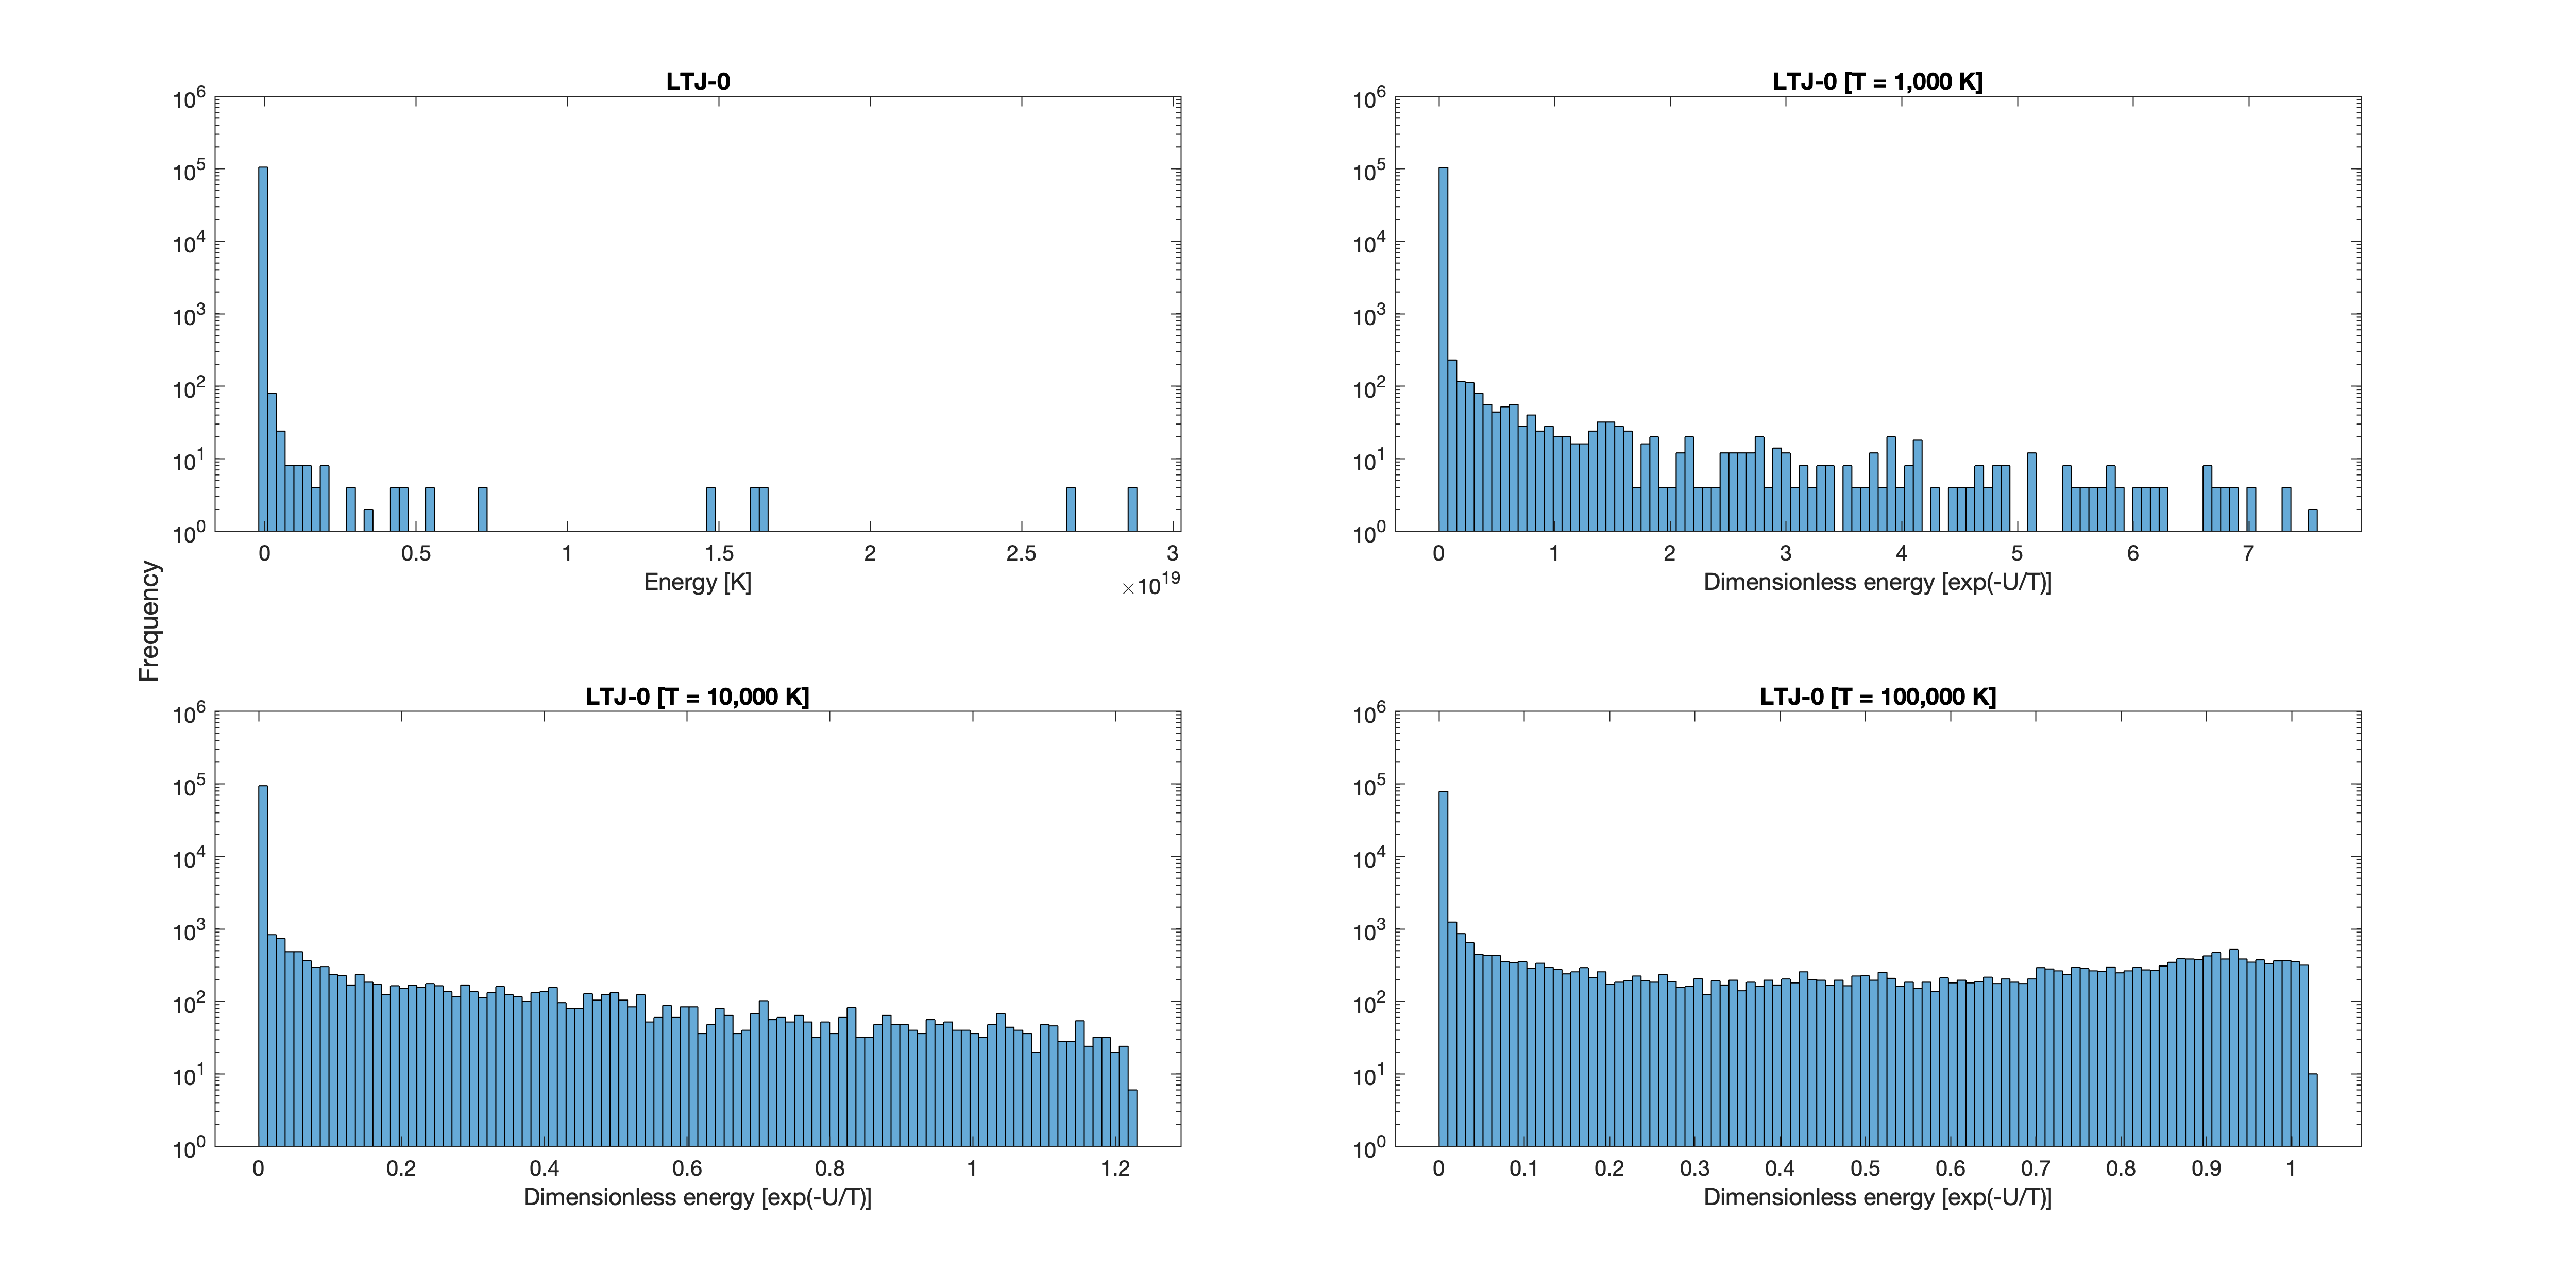 LTJ-0
10^6
10^5
10^4
10^3
10^2
10^1
10^0
0 0.5 1 1.5 2 2.5 3
×10^19
Energy [K]
LTJ-0 [T = 1,000 K]
10^6
10^5
10^4
10^3
10^2
10^1
10^0
0 1 2 3 4 5 6 7
Dimensionless energy [exp(-U/T)]
Frequency
LTJ-0 [T = 10,000 K]
10^6
10^5
10^4
10^3
10^2
10^1
10^0
0 0.2 0.4 0.6 0.8 1 1.2
Dimensionless energy [exp(-U/T)]
LTJ-0 [T = 100,000 K]
10^6
10^5
10^4
10^3
10^2
10^1
10^0
0 0.1 0.2 0.3 0.4 0.5 0.6 0.7 0.8 0.9 1
Dimensionless energy [exp(-U/T)]